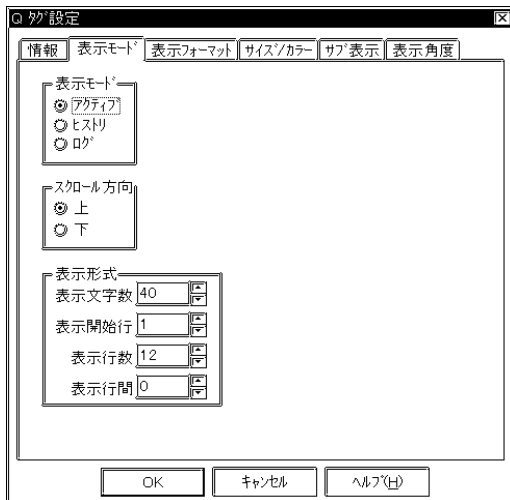 Q ﾀｸﾞ設定
情報 表示ﾓｰﾄﾞ 表示ﾌｫｰﾏｯﾄ ｻｲｽﾞ/ｶﾗｰ ｻﾌﾞ表示 表示角度
表示ﾓｰﾄﾞ
ｱｸﾃｨﾌﾞ
ﾋｽﾄﾘ
ﾛｸﾞ
ｽｸﾛｰﾙ方向
上
下
表示形式
表示文字数 40
表示開始行 1
表示行数 12
表示行間 0
OK ｷｬﾝｾﾙ ﾍﾙﾌﾟ(H)